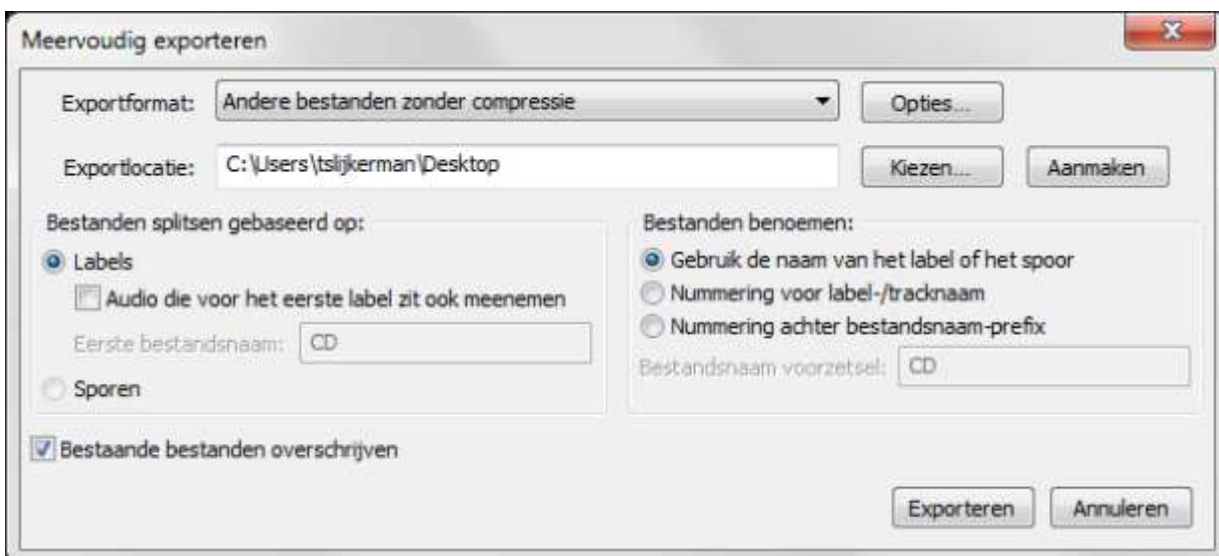 Meervoudig exporteren
Exportformat: Andere bestanden zonder compressie Opties...
Exportlocatie: C:\Users\tslijkerman\Desktop Kiezen... Aanmaken
Bestanden splitsen gebaseerd op:
Labels
Audio die voor het eerste label zit ook meenemen
Eerste bestandsnaam: CD
Sporen
Bestanden benoemen:
Gebruik de naam van het label of het spoor
Nummering voor label-/tracknaam
Nummering achter bestandsnaam-prefix
Bestandsnaam voorzetsel: CD
Bestaande bestanden overschrijven
Exporteren Annuleren